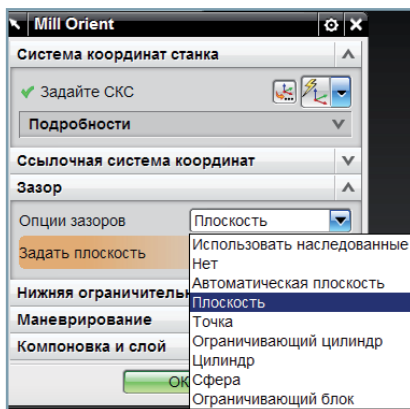 Mill Orient
Система координат станка
Задайте СКС
Подробности
Ссылочная система координат
Зазор
Опции зазоров Плоскость
Задать плоскость
Использовать наследованные
Нет
Автоматическая плоскость
Плоскость
Точка
Ограничивающий цилиндр
Цилиндр
Сфера
Ограничивающий блок
Нижняя
Маневрирование
Компоновка и слой
OK